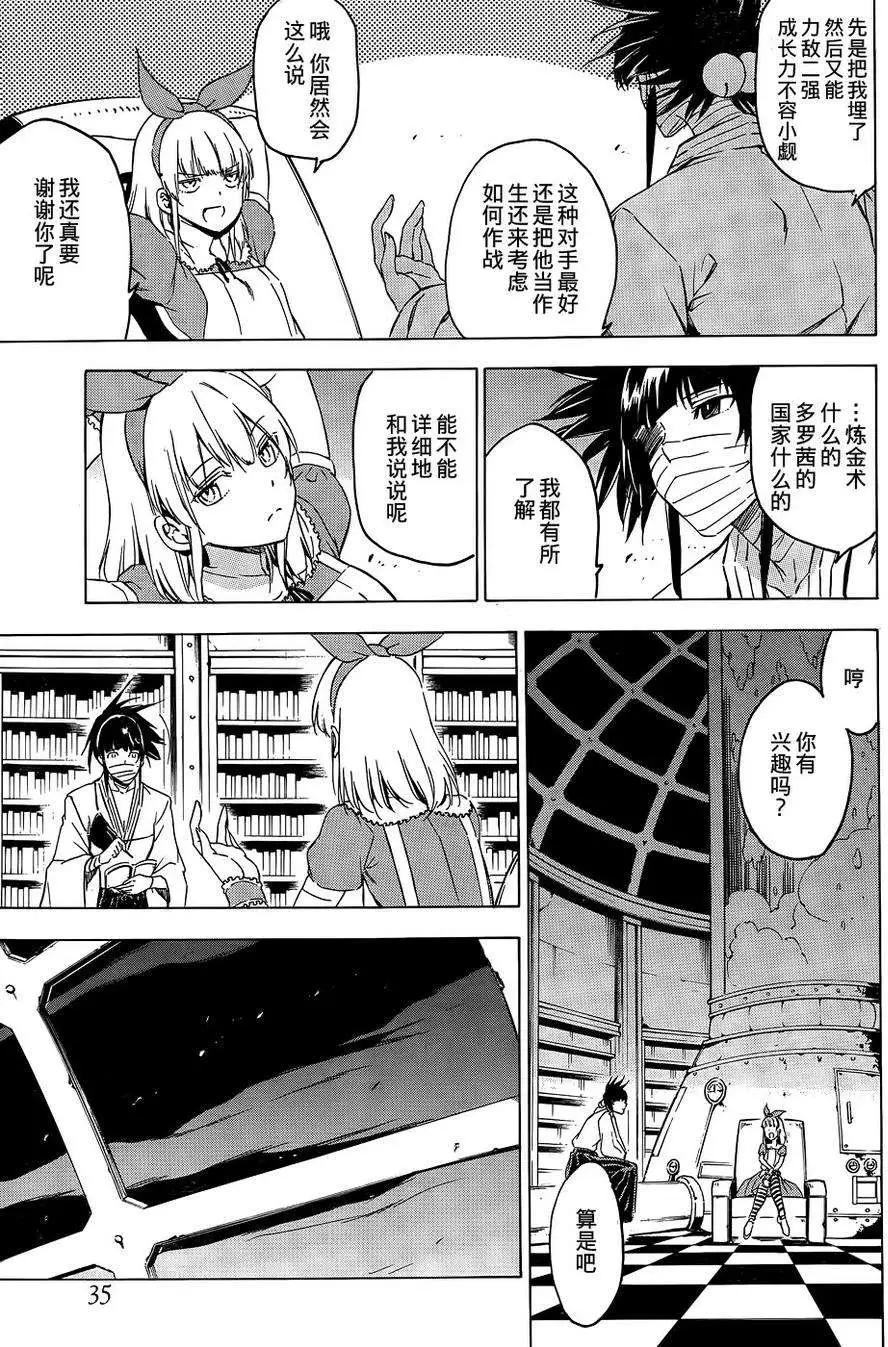 先是把我埋了
然后又能
力敌二强
成长力不容小觑
这种对手最好
还是把他当作
生还来考虑
如何作战
哦 你居然会
这么说
我还真要
谢谢你了呢
…炼金术
什么的
多罗茜的
国家什么的
我都有所
了解
能不能
详细地
和我说说呢
哼
你有
兴趣吗？
算是吧
35